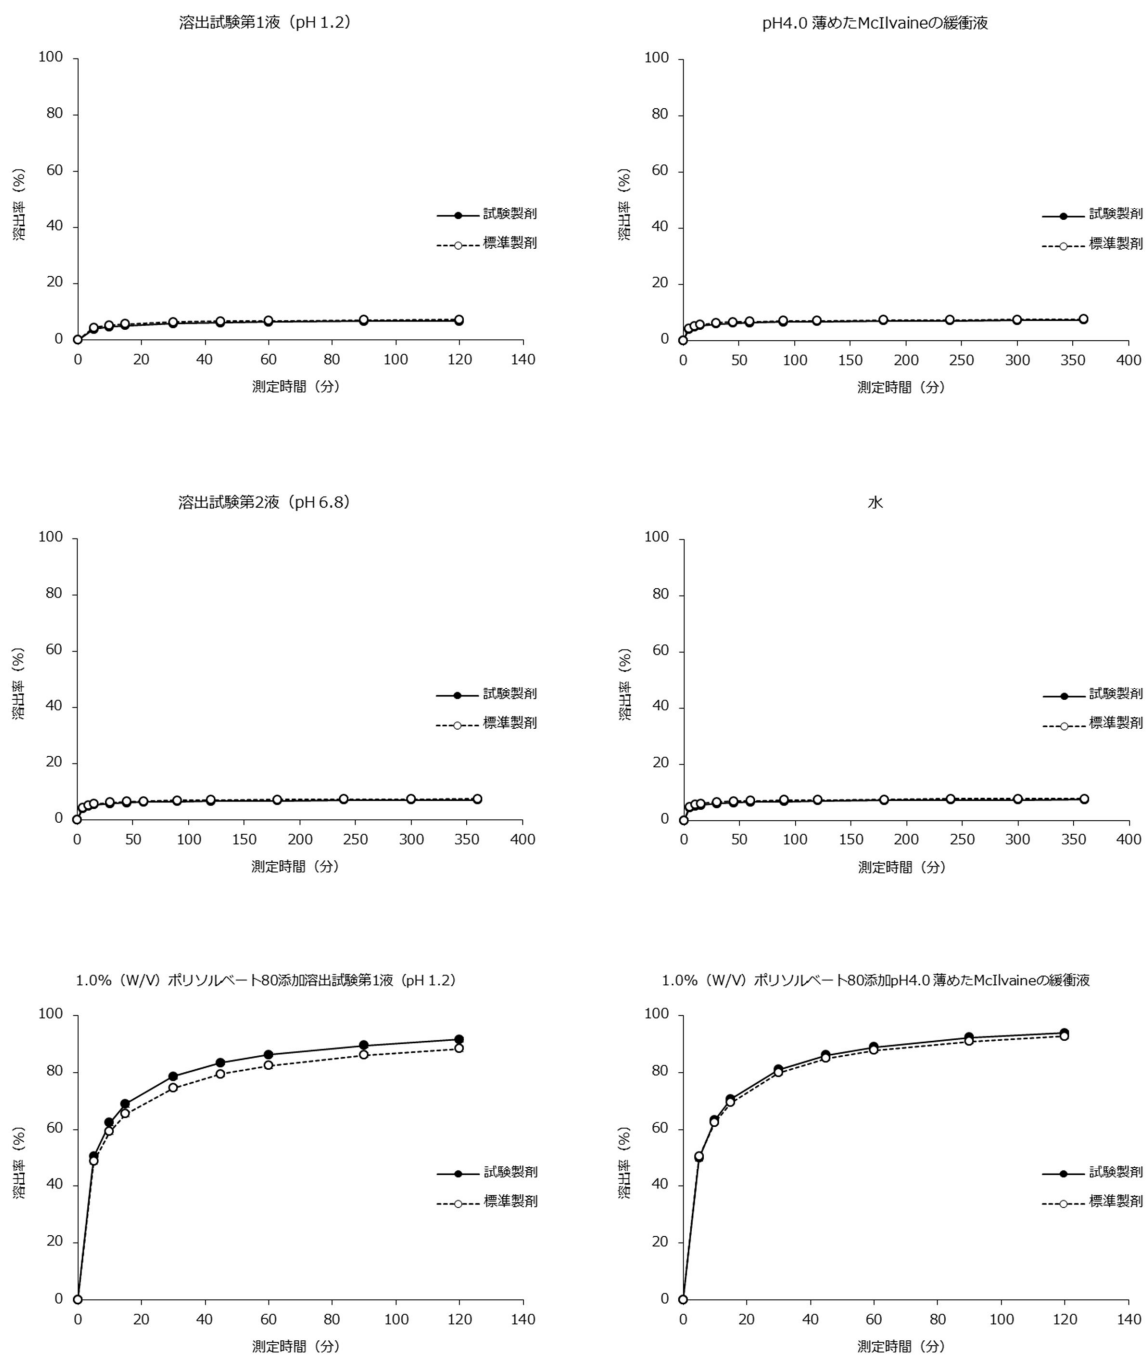 溶出試験第1液（pH 1.2）
100
80
60
40
20
0
溶出率（%）
試験製剤
標準製剤
0 20 40 60 80 100 120 140
測定時間（分）
pH4.0 薄めたMcIlvaineの緩衝液
100
80
60
40
20
0
溶出率（%）
試験製剤
標準製剤
0 50 100 150 200 250 300 350 400
測定時間（分）
溶出試験第2液（pH 6.8）
100
80
60
40
20
0
溶出率（%）
試験製剤
標準製剤
0 50 100 150 200 250 300 350 400
測定時間（分）
水
100
80
60
40
20
0
溶出率（%）
試験製剤
標準製剤
0 50 100 150 200 250 300 350 400
測定時間（分）
1.0%（W/V）ポリソルベート80添加溶出試験第1液（pH 1.2）
100
80
60
40
20
0
溶出率（%）
試験製剤
標準製剤
0 20 40 60 80 100 120 140
測定時間（分）
1.0%（W/V）ポリソルベート80添加pH4.0 薄めたMcIlvaineの緩衝液
100
80
60
40
20
0
溶出率（%）
試験製剤
標準製剤
0 20 40 60 80 100 120 140
測定時間（分）